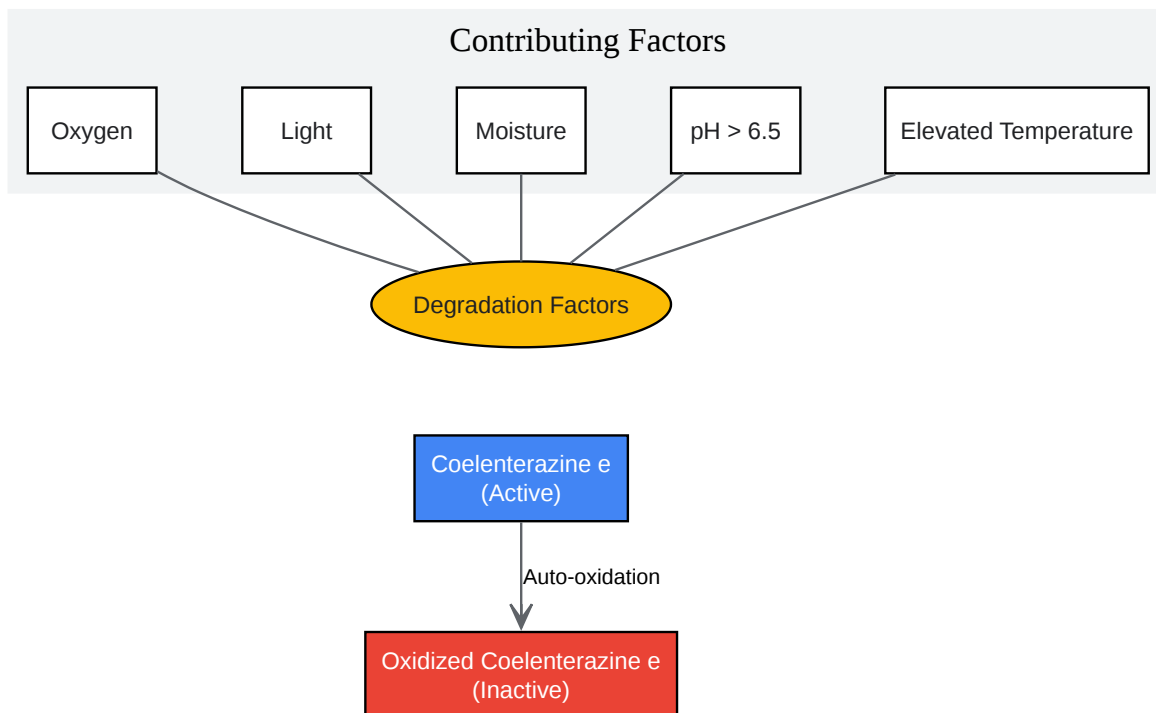 Contributing Factors
Oxygen
Light
Moisture
pH > 6.5
Elevated Temperature
Degradation Factors
Coelenterazine e
(Active)
Auto-oxidation
Oxidized Coelenterazine e
(Inactive)